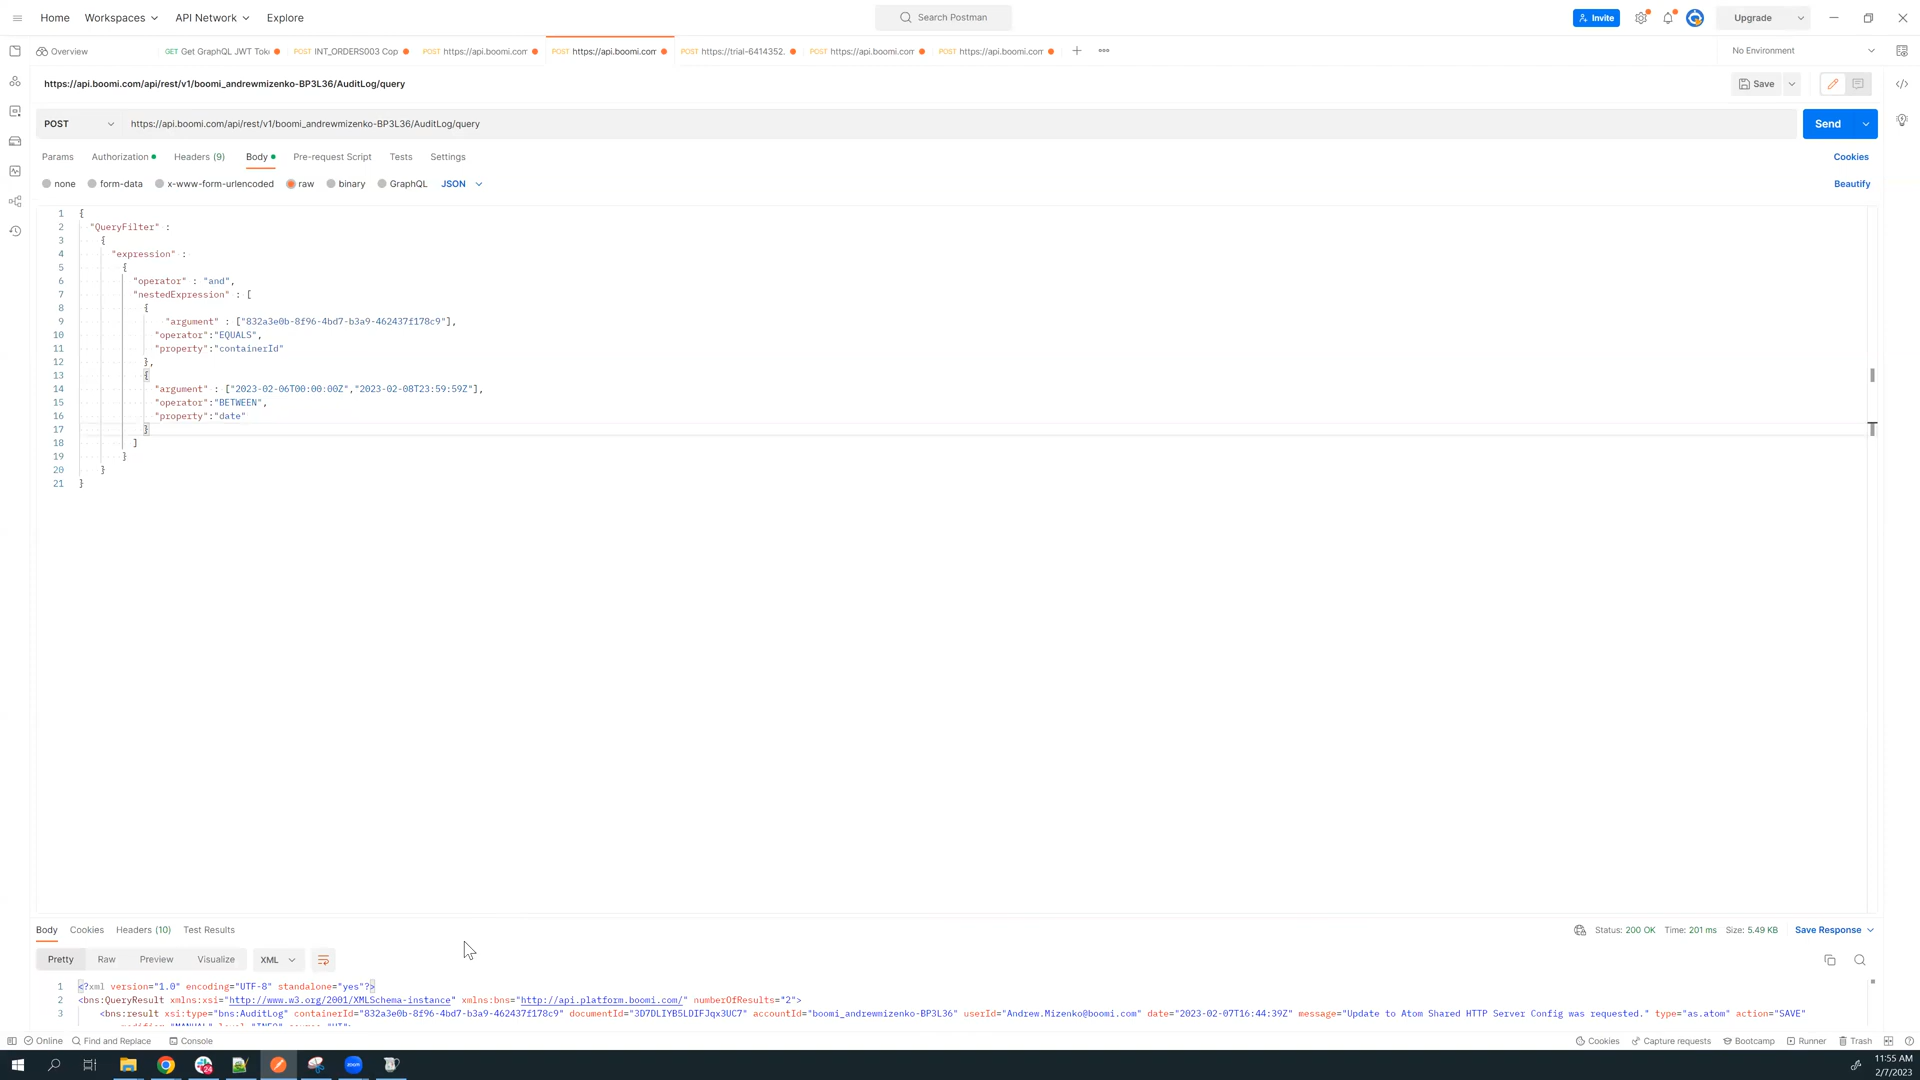 Home Workspaces API Network Explore Search Postman Invite Upgrade
Overview GET Get GraphQL JWT Tok POST INT_ORDERS003 Cop POST https://api.boomi.com POST https://api.boomi.com POST https://trial-6414352. POST https://api.boomi.com POST https://api.boomi.com No Environment
https://api.boomi.com/api/rest/v1/boomi_andrewmizenko-BP3L36/AuditLog/query Save
POST https://api.boomi.com/api/rest/v1/boomi_andrewmizenko-BP3L36/AuditLog/query Send
Params Authorization Headers (9) Body Pre-request Script Tests Settings Cookies
none form-data x-www-form-urlencoded raw binary GraphQL JSON Beautify
1 {
2 "QueryFilter" :
3 {
4 "expression" :
5 {
6 "operator" : "and",
7 "nestedExpression" : [
8 {
9 "argument" : ["832a3e0b-8f96-4bd7-b3a9-462437f178c9"],
10 "operator":"EQUALS",
11 "property":"containerId"
12 },
13 {
14 "argument" : ["2023-02-06T00:00:00Z","2023-02-08T23:59:59Z"],
15 "operator":"BETWEEN",
16 "property":"date"
17 }
18 ]
19 }
20 }
21 }
Body Cookies Headers (10) Test Results Status: 200 OK Time: 201 ms Size: 5.49 KB Save Response
Pretty Raw Preview Visualize XML
1 <?xml version="1.0" encoding="UTF-8" standalone="yes"?>
2 <bns:QueryResult xmlns:xsi="http://www.w3.org/2001/XMLSchema-instance" xmlns:bns="http://api.platform.boomi.com/" numberOfResults="2">
3 <bns:result xsi:type="bns:AuditLog" containerId="832a3e0b-8f96-4bd7-b3a9-462437f178c9" documentId="3D7DLIYB5LDIFJqx3UC7" accountId="boomi_andrewmizenko-BP3L36" userId="Andrew.Mizenko@boomi.com" date="2023-02-07T16:44:39Z" message="Update to Atom Shared HTTP Server Config was requested." type="as.atom" action="SAVE"
Online Find and Replace Console Cookies Capture requests Bootcamp Runner Trash
11:55 AM
2/7/2023